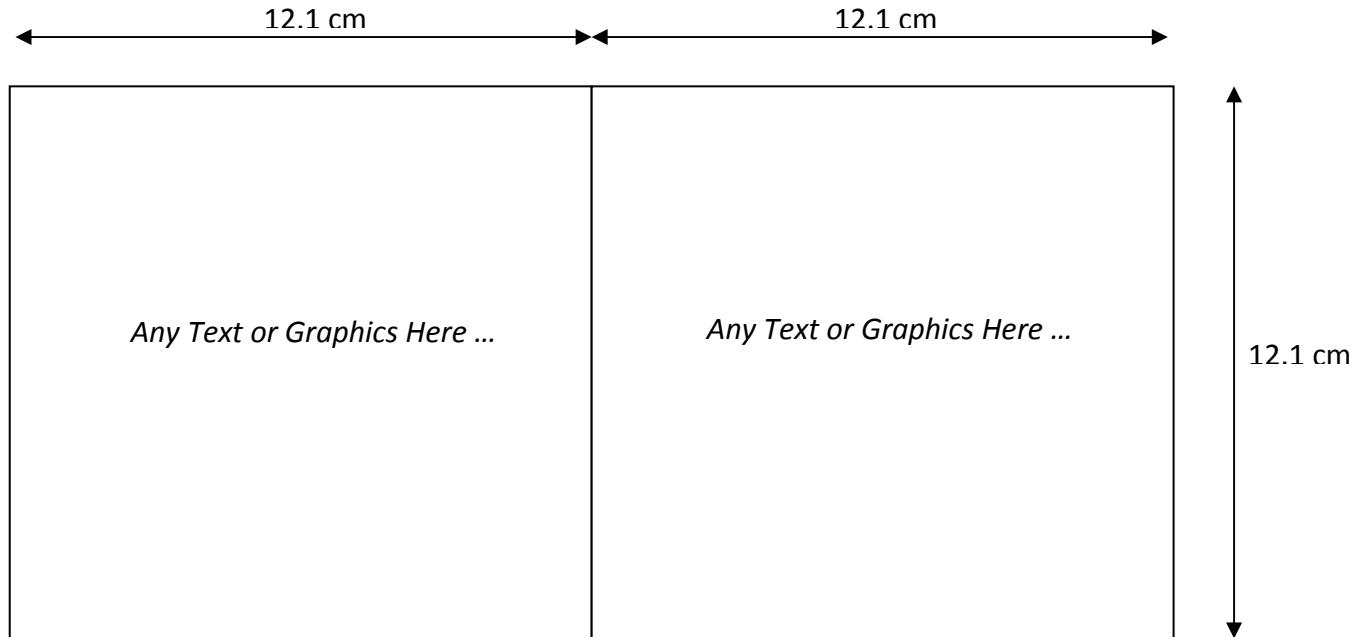 12.1 cm 12.1 cm
Any Text or Graphics Here ... Any Text or Graphics Here ...
12.1 cm